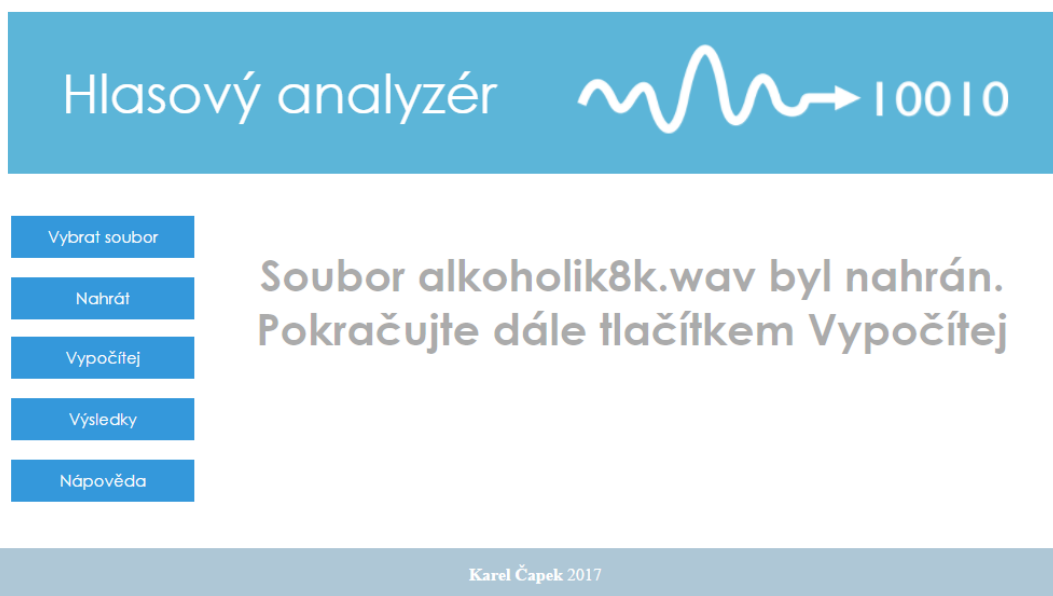 Hlasový analyzér
10010
Vybrat soubor
Nahrát
Vypočítej
Výsledky
Nápověda
Soubor alkoholik8k.wav byl nahrán.
Pokračujte dále tlačítkem Vypočítej
Karel Čapek 2017